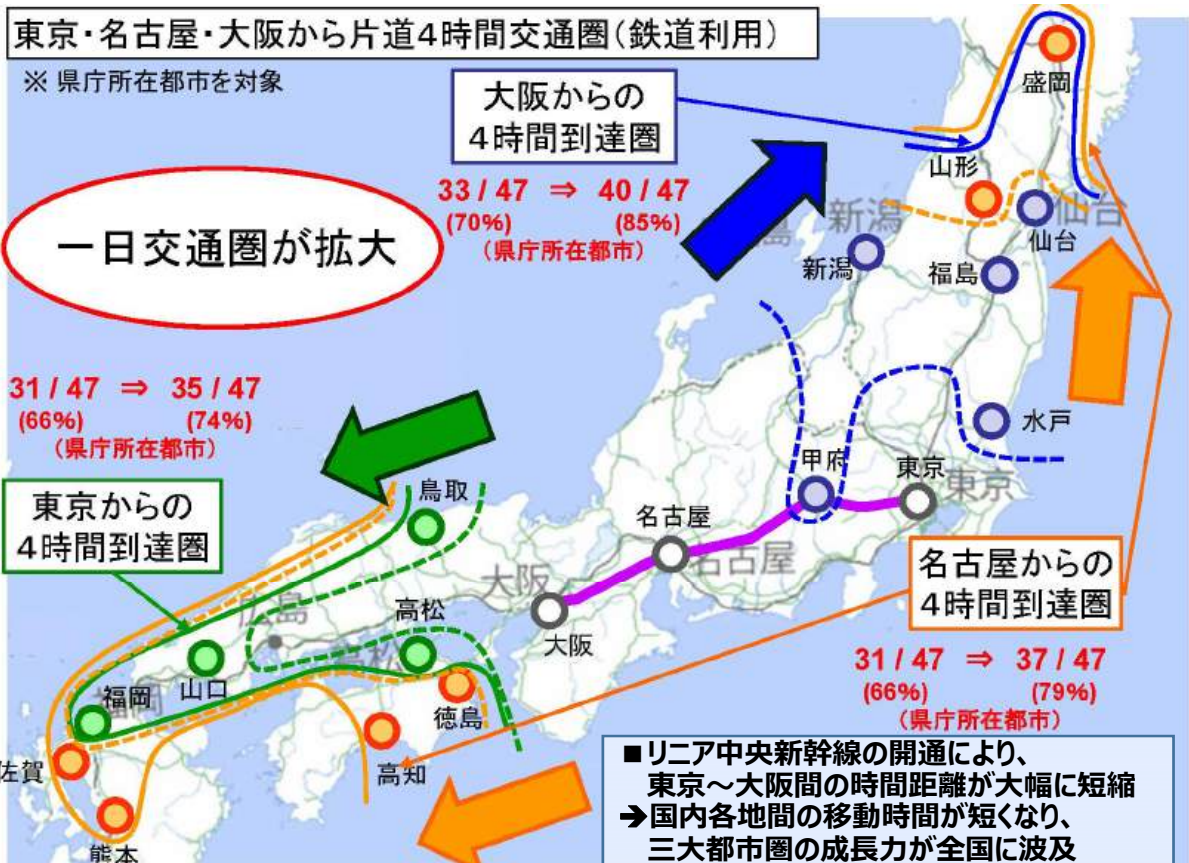 東京・名古屋・大阪から片道4時間交通圏(鉄道利用)
※ 県庁所在都市を対象
大阪からの
4時間到達圏
33 / 47 ⇒ 40 / 47
(70%) (85%)
(県庁所在都市)
一日交通圏が拡大
盛岡
山形
仙台
仙台
新潟
新潟
島
福島
31 / 47 ⇒ 35 / 47
(66%) (74%)
(県庁所在都市)
水戸
甲府
東京
東京
東京からの
4時間到達圏
鳥取
名古屋
名古屋
大阪
大阪
広島
高松
高松
名古屋からの
4時間到達圏
31 / 47 ⇒ 37 / 47
(66%) (79%)
(県庁所在都市)
福岡
福岡
山口
徳島
佐賀
高知
熊本
■リニア中央新幹線の開通により、
東京～大阪間の時間距離が大幅に短縮
➔国内各地間の移動時間が短くなり、
三大都市圏の成長力が全国に波及